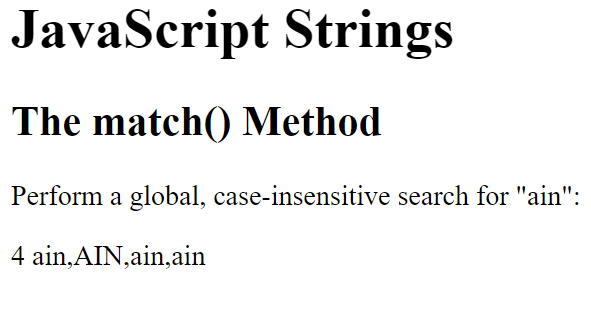 JavaScript Strings
The match() Method
Perform a global, case-insensitive search for "ain":
4 ain,AIN,ain,ain